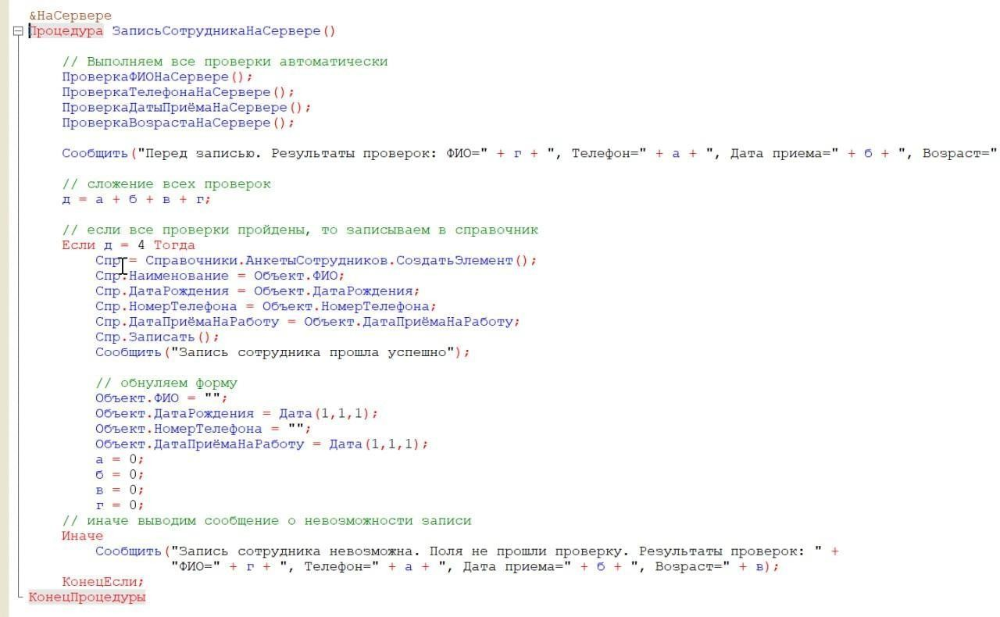 &НаСервере
Процедура ЗаписьСотрудникаНаСервере()
// Выполняем все проверки автоматически
ПроверкаФИОНаСервере();
ПроверкаТелефонаНаСервере();
ПроверкаДатыПриёмаНаСервере();
ПроверкаВозрастаНаСервере();
Сообщить("Перед записью. Результаты проверок: ФИО=" + г + ", Телефон=" + а + ", Дата приема=" + б + ", Возраст="
// сложение всех проверок
д = а + б + в + г;
// если все проверки пройдены, то записываем в справочник
Если д = 4 Тогда
Спр = Справочники.АнкетыСотрудников.СоздатьЭлемент();
Спр.Наименование = Объект.ФИО;
Спр.ДатаРождения = Объект.ДатаРождения;
Спр.НомерТелефона = Объект.НомерТелефона;
Спр.ДатаПриёмаНаРаботу = Объект.ДатаПриёмаНаРаботу;
Спр.Записать();
Сообщить("Запись сотрудника прошла успешно");
// обнуляем форму
Объект.ФИО = "";
Объект.ДатаРождения = Дата(1,1,1);
Объект.НомерТелефона = "";
Объект.ДатаПриёмаНаРаботу = Дата(1,1,1);
а = 0;
б = 0;
в = 0;
г = 0;
// иначе выводим сообщение о невозможности записи
Иначе
Сообщить("Запись сотрудника невозможна. Поля не прошли проверку. Результаты проверок: " +
"ФИО=" + г + ", Телефон=" + а + ", Дата приема=" + б + ", Возраст=" + в);
КонецЕсли;
КонецПроцедуры